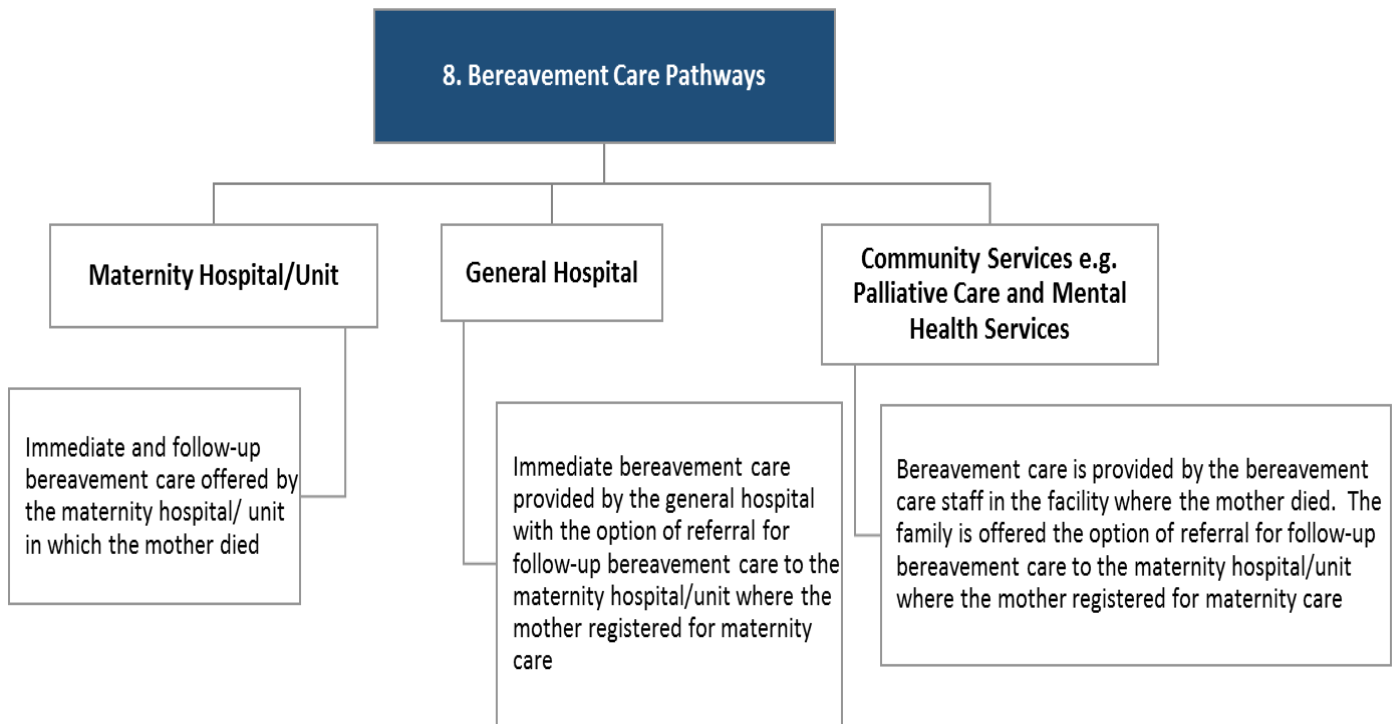 8. Bereavement Care Pathways
Maternity Hospital/Unit
General Hospital
Community Services e.g.
Palliative Care and Mental
Health Services
Immediate and follow-up
bereavement care offered by
the maternity hospital/ unit
in which the mother died
Immediate bereavement care
provided by the general hospital
with the option of referral for
follow-up bereavement care to the
maternity hospital/unit where the
mother registered for maternity
care
Bereavement care is provided by the bereavement
care staff in the facility where the mother died.  The
family is offered the option of referral for follow-up
bereavement care to the maternity hospital/unit
where the mother registered for maternity care